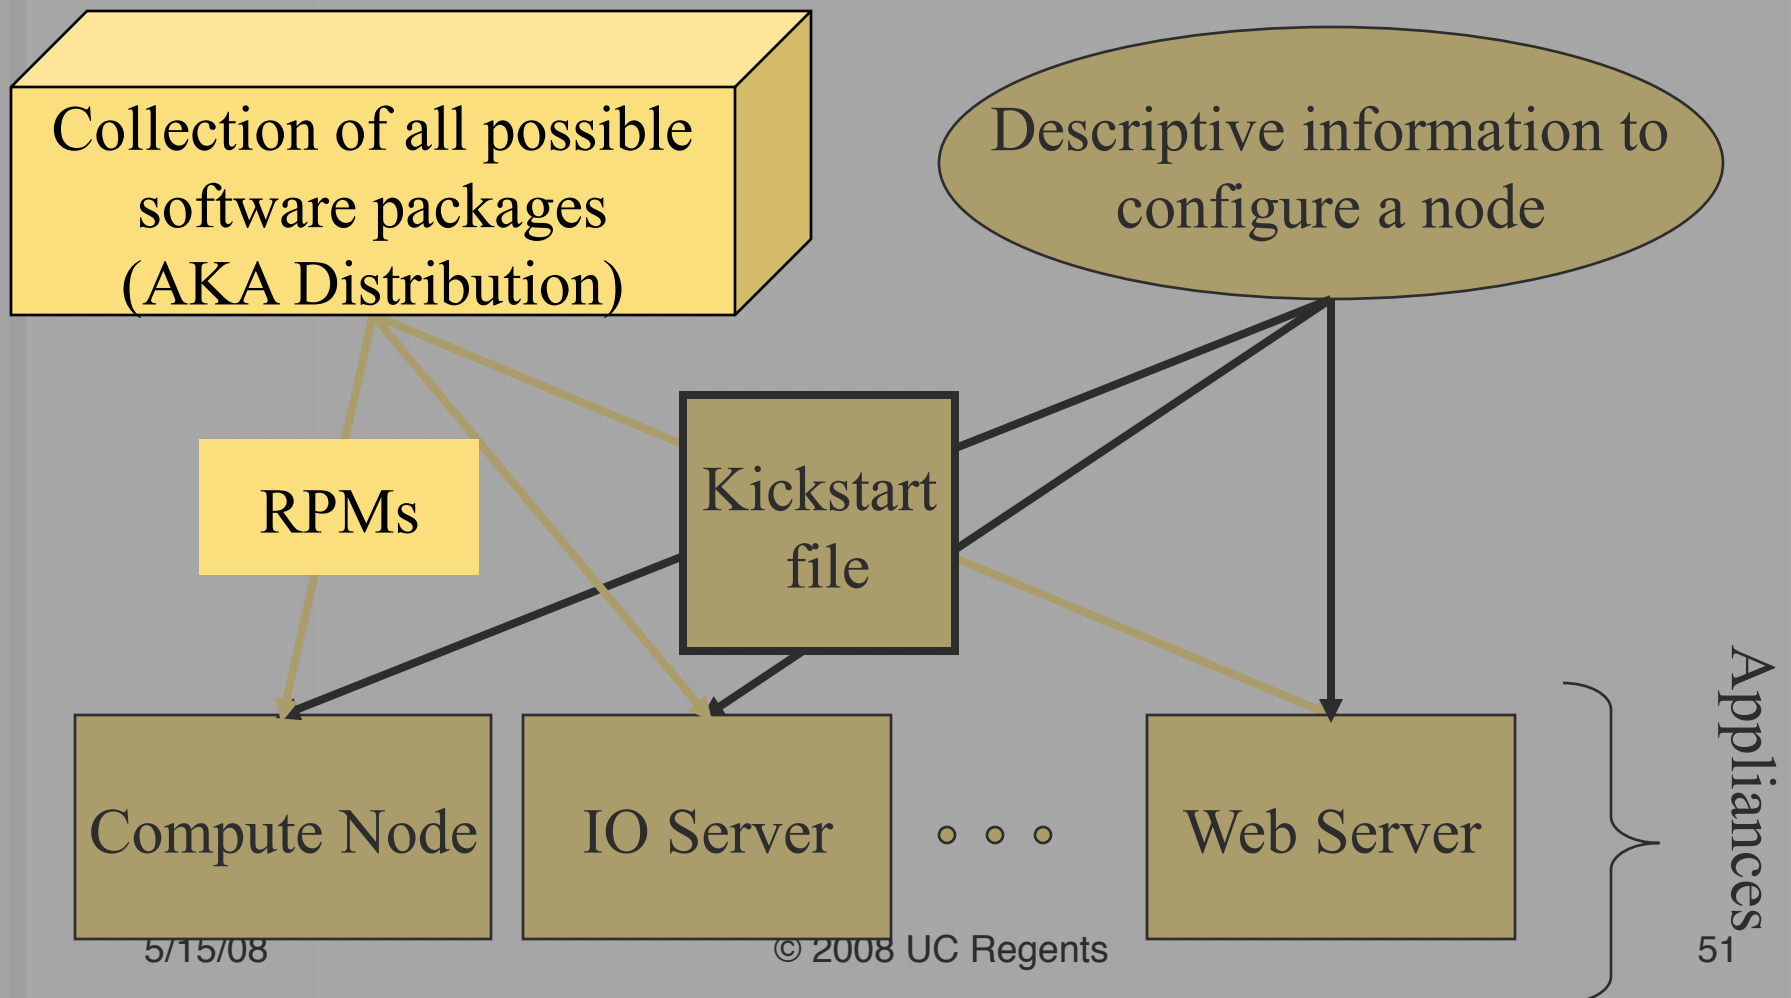 Collection of all possible
software packages
(AKA Distribution)
Descriptive information to
configure a node
RPMs
Kickstart
file
Compute Node
IO Server
Web Server
Appliances
5/15/08
© 2008 UC Regents
51